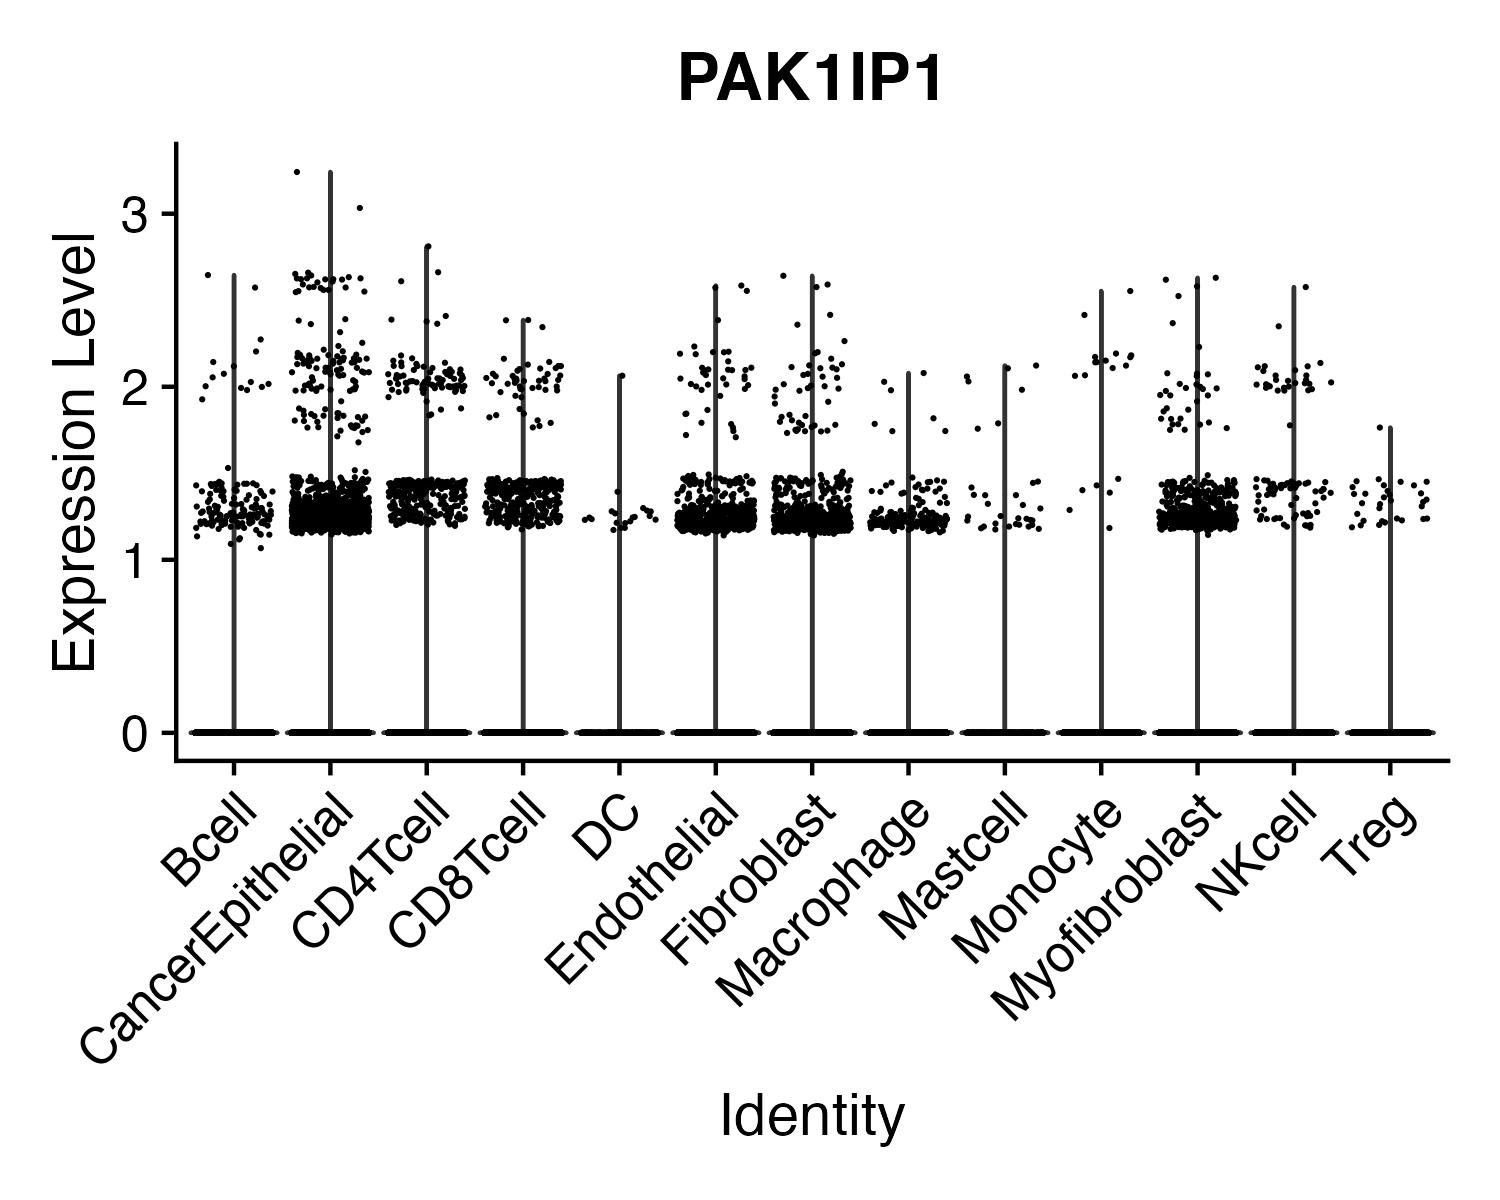 PAK1IP1
Expression Level
3
2
1
0
Bcell
CancerEpithelial
CD4Tcell
CD8Tcell
DC
Endothelial
Fibroblast
Macrophage
Mastcell
Monocyte
Myofibroblast
NKcell
Treg
Identity